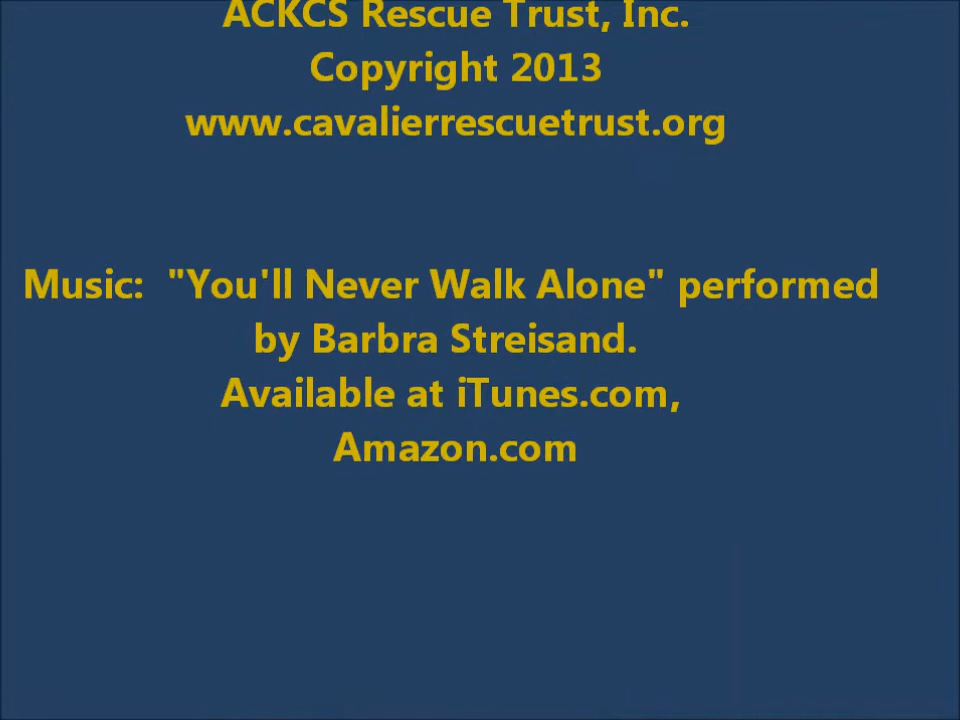 ACKCS Rescue Trust, Inc.
Copyright 2013
www.cavalierrescuetrust.org
Music:  "You'll Never Walk Alone" performed
by Barbra Streisand.
Available at iTunes.com,
Amazon.com